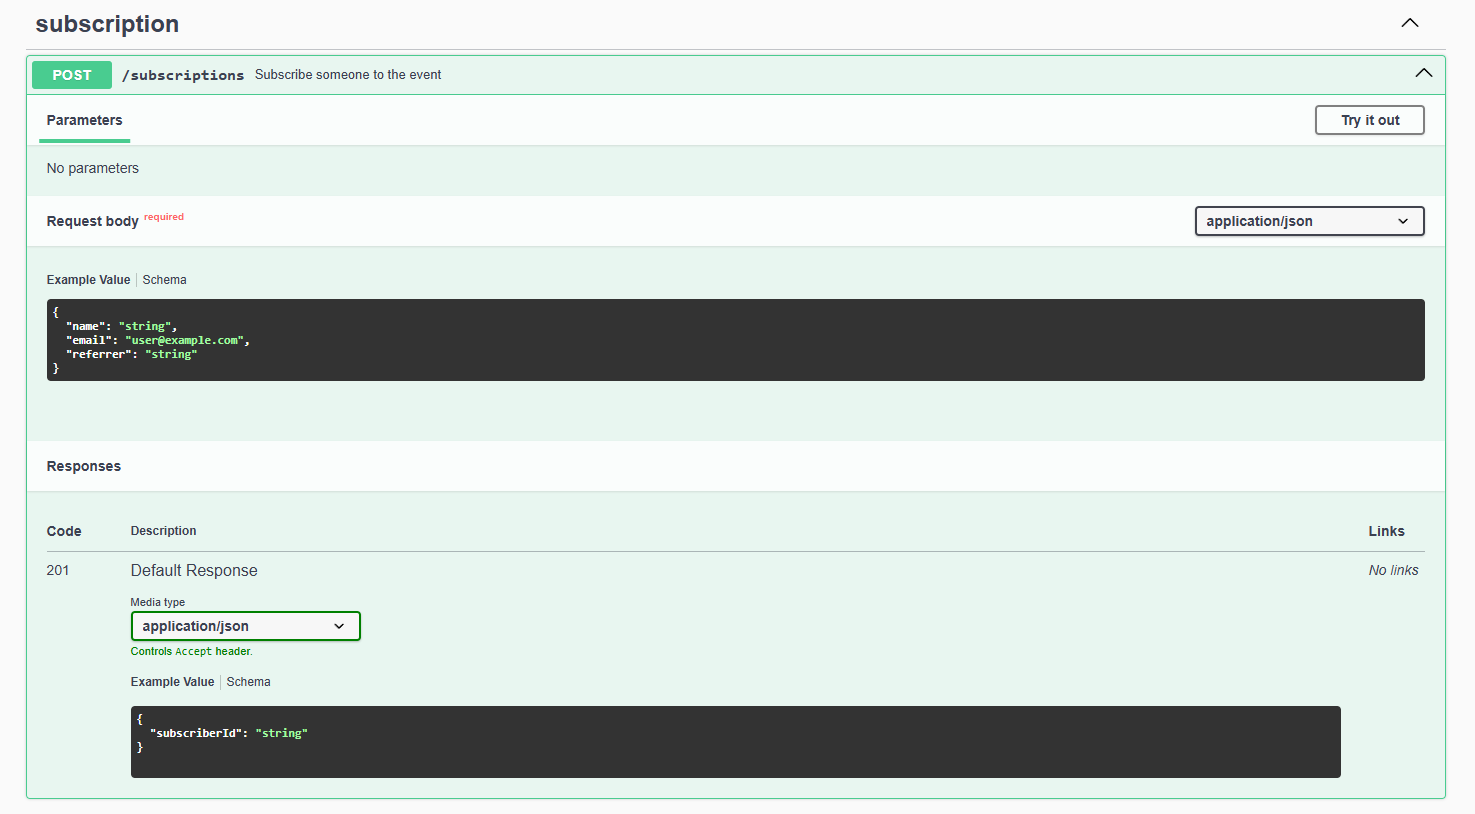 subscription
POST /subscriptions Subscribe someone to the event
Parameters
Try it out
No parameters
Request body required
application/json
Example Value Schema
{
"name": "string",
"email": "user@example.com",
"referrer": "string"
}
Responses
Code Description Links
201 Default Response No links
Media type
application/json
Controls Accept header.
Example Value Schema
{
"subscriberId": "string"
}